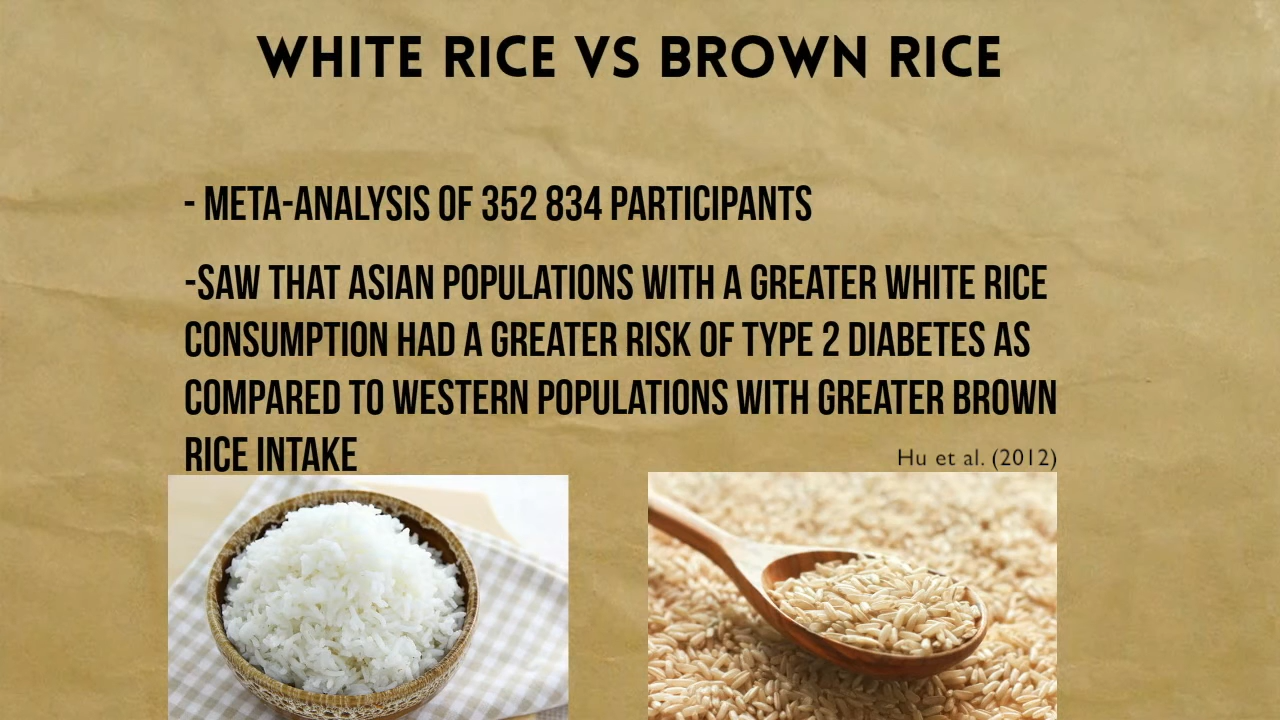 WHITE RICE VS BROWN RICE
- META-ANALYSIS OF 352 834 PARTICIPANTS
-SAW THAT ASIAN POPULATIONS WITH A GREATER WHITE RICE
CONSUMPTION HAD A GREATER RISK OF TYPE 2 DIABETES AS
COMPARED TO WESTERN POPULATIONS WITH GREATER BROWN
RICE INTAKE
Hu et al. (2012)